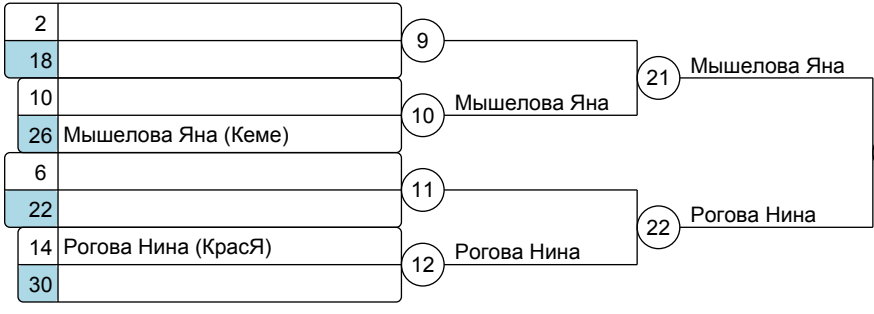 2
9
18
21 Мышелова Яна
10
10 Мышелова Яна
26 Мышелова Яна (Кеме)
6
11
22
22 Рогова Нина
14 Рогова Нина (КрасЯ)
12 Рогова Нина
30